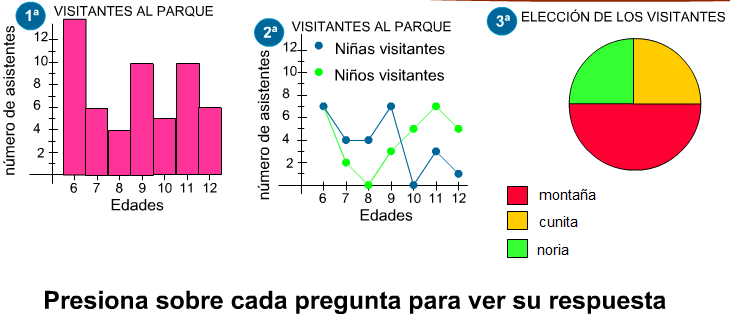 1ª
VISITANTES AL PARQUE
número de asistentes
12
10
8
6
4
2
6 7 8 9 10 11 12
Edades
2ª
VISITANTES AL PARQUE
Niñas visitantes
Niños visitantes
número de asistentes
12
10
8
6
4
2
6 7 8 9 10 11 12
Edades
3ª
ELECCIÓN DE LOS VISITANTES
montaña
cunita
noria
Presiona sobre cada pregunta para ver su respuesta